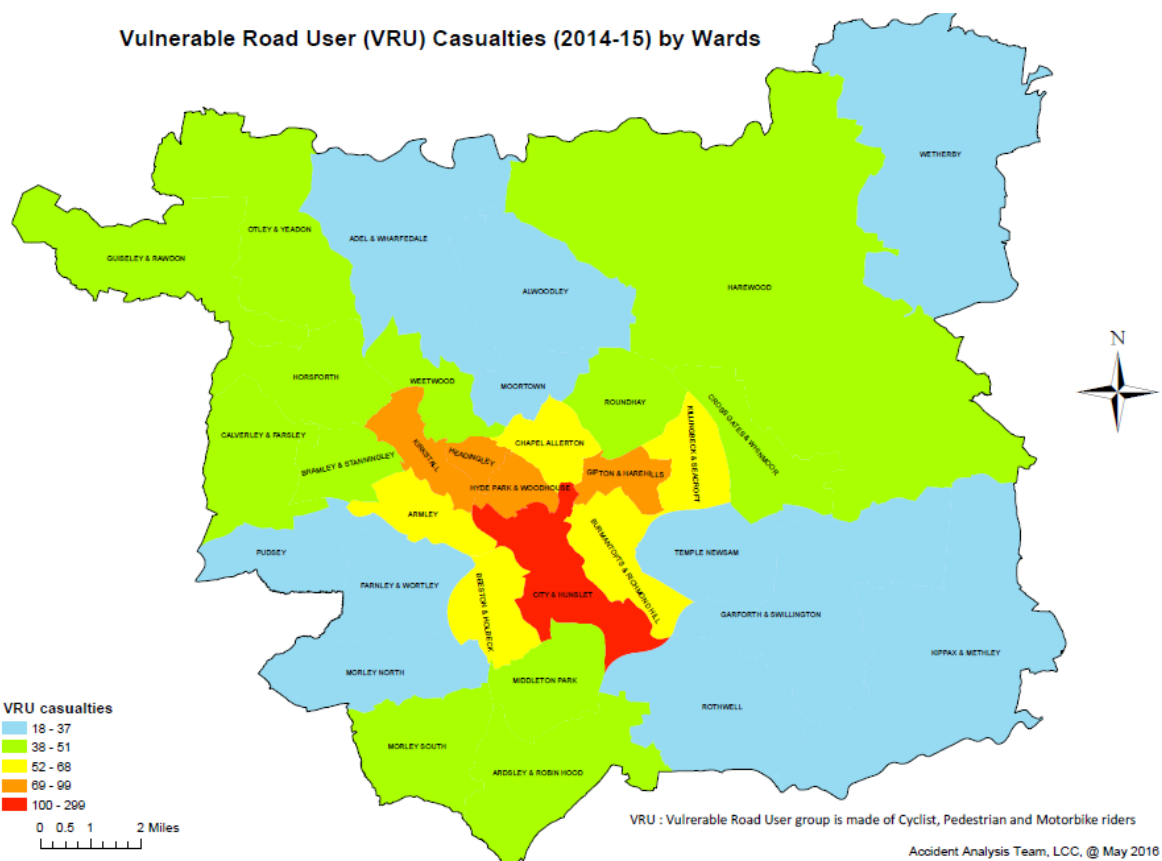 Vulnerable Road User (VRU) Casualties (2014-15) by Wards
WETHERBY
OTLEY & YEADON
ADEL & WHARFEDALE
GUISELEY & RAWDON
ALWOODLEY
HAREWOOD
N
HORSFORTH
WEETWOOD
MOORTOWN
ROUNDHAY
CROSS GATES & WHINMOOR
CALVERLEY & FARSLEY
CHAPEL ALLERTON
KILLINGBECK & SEACROFT
KIRKSTALL
HEADINGLEY
BRAMLEY & STANNINGLEY
GIPTON & HAREHILLS
HYDE PARK & WOODHOUSE
ARMLEY
BURMANTOFTS & RICHMOND HILL
PUDSEY
TEMPLE NEWSAM
FARNLEY & WORTLEY
BEESTON & HOLBECK
CITY & HUNSLET
GARFORTH & SWILLINGTON
KIPPAX & METHLEY
MORLEY NORTH
MIDDLETON PARK
ROTHWELL
MORLEY SOUTH
ARDSLEY & ROBIN HOOD
VRU casualties
18 - 37
38 - 51
52 - 68
69 - 99
100 - 299
0 0.5 1 2 Miles
VRU : Vulrerable Road User group is made of Cyclist, Pedestrian and Motorbike riders
Accident Analysis Team, LCC, @ May 2016